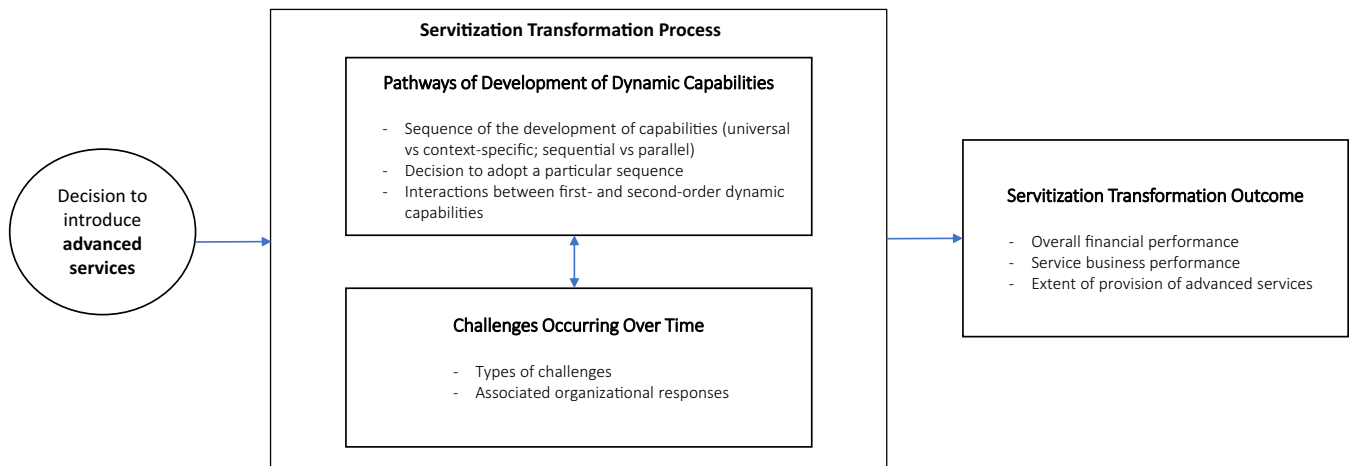 Decision to
introduce
advanced
services
Servitization Transformation Process
Pathways of Development of Dynamic Capabilities
- Sequence of the development of capabilities (universal
vs context-specific; sequential vs parallel)
- Decision to adopt a particular sequence
- Interactions between first- and second-order dynamic
capabilities
Challenges Occurring Over Time
- Types of challenges
- Associated organizational responses
Servitization Transformation Outcome
- Overall financial performance
- Service business performance
- Extent of provision of advanced services